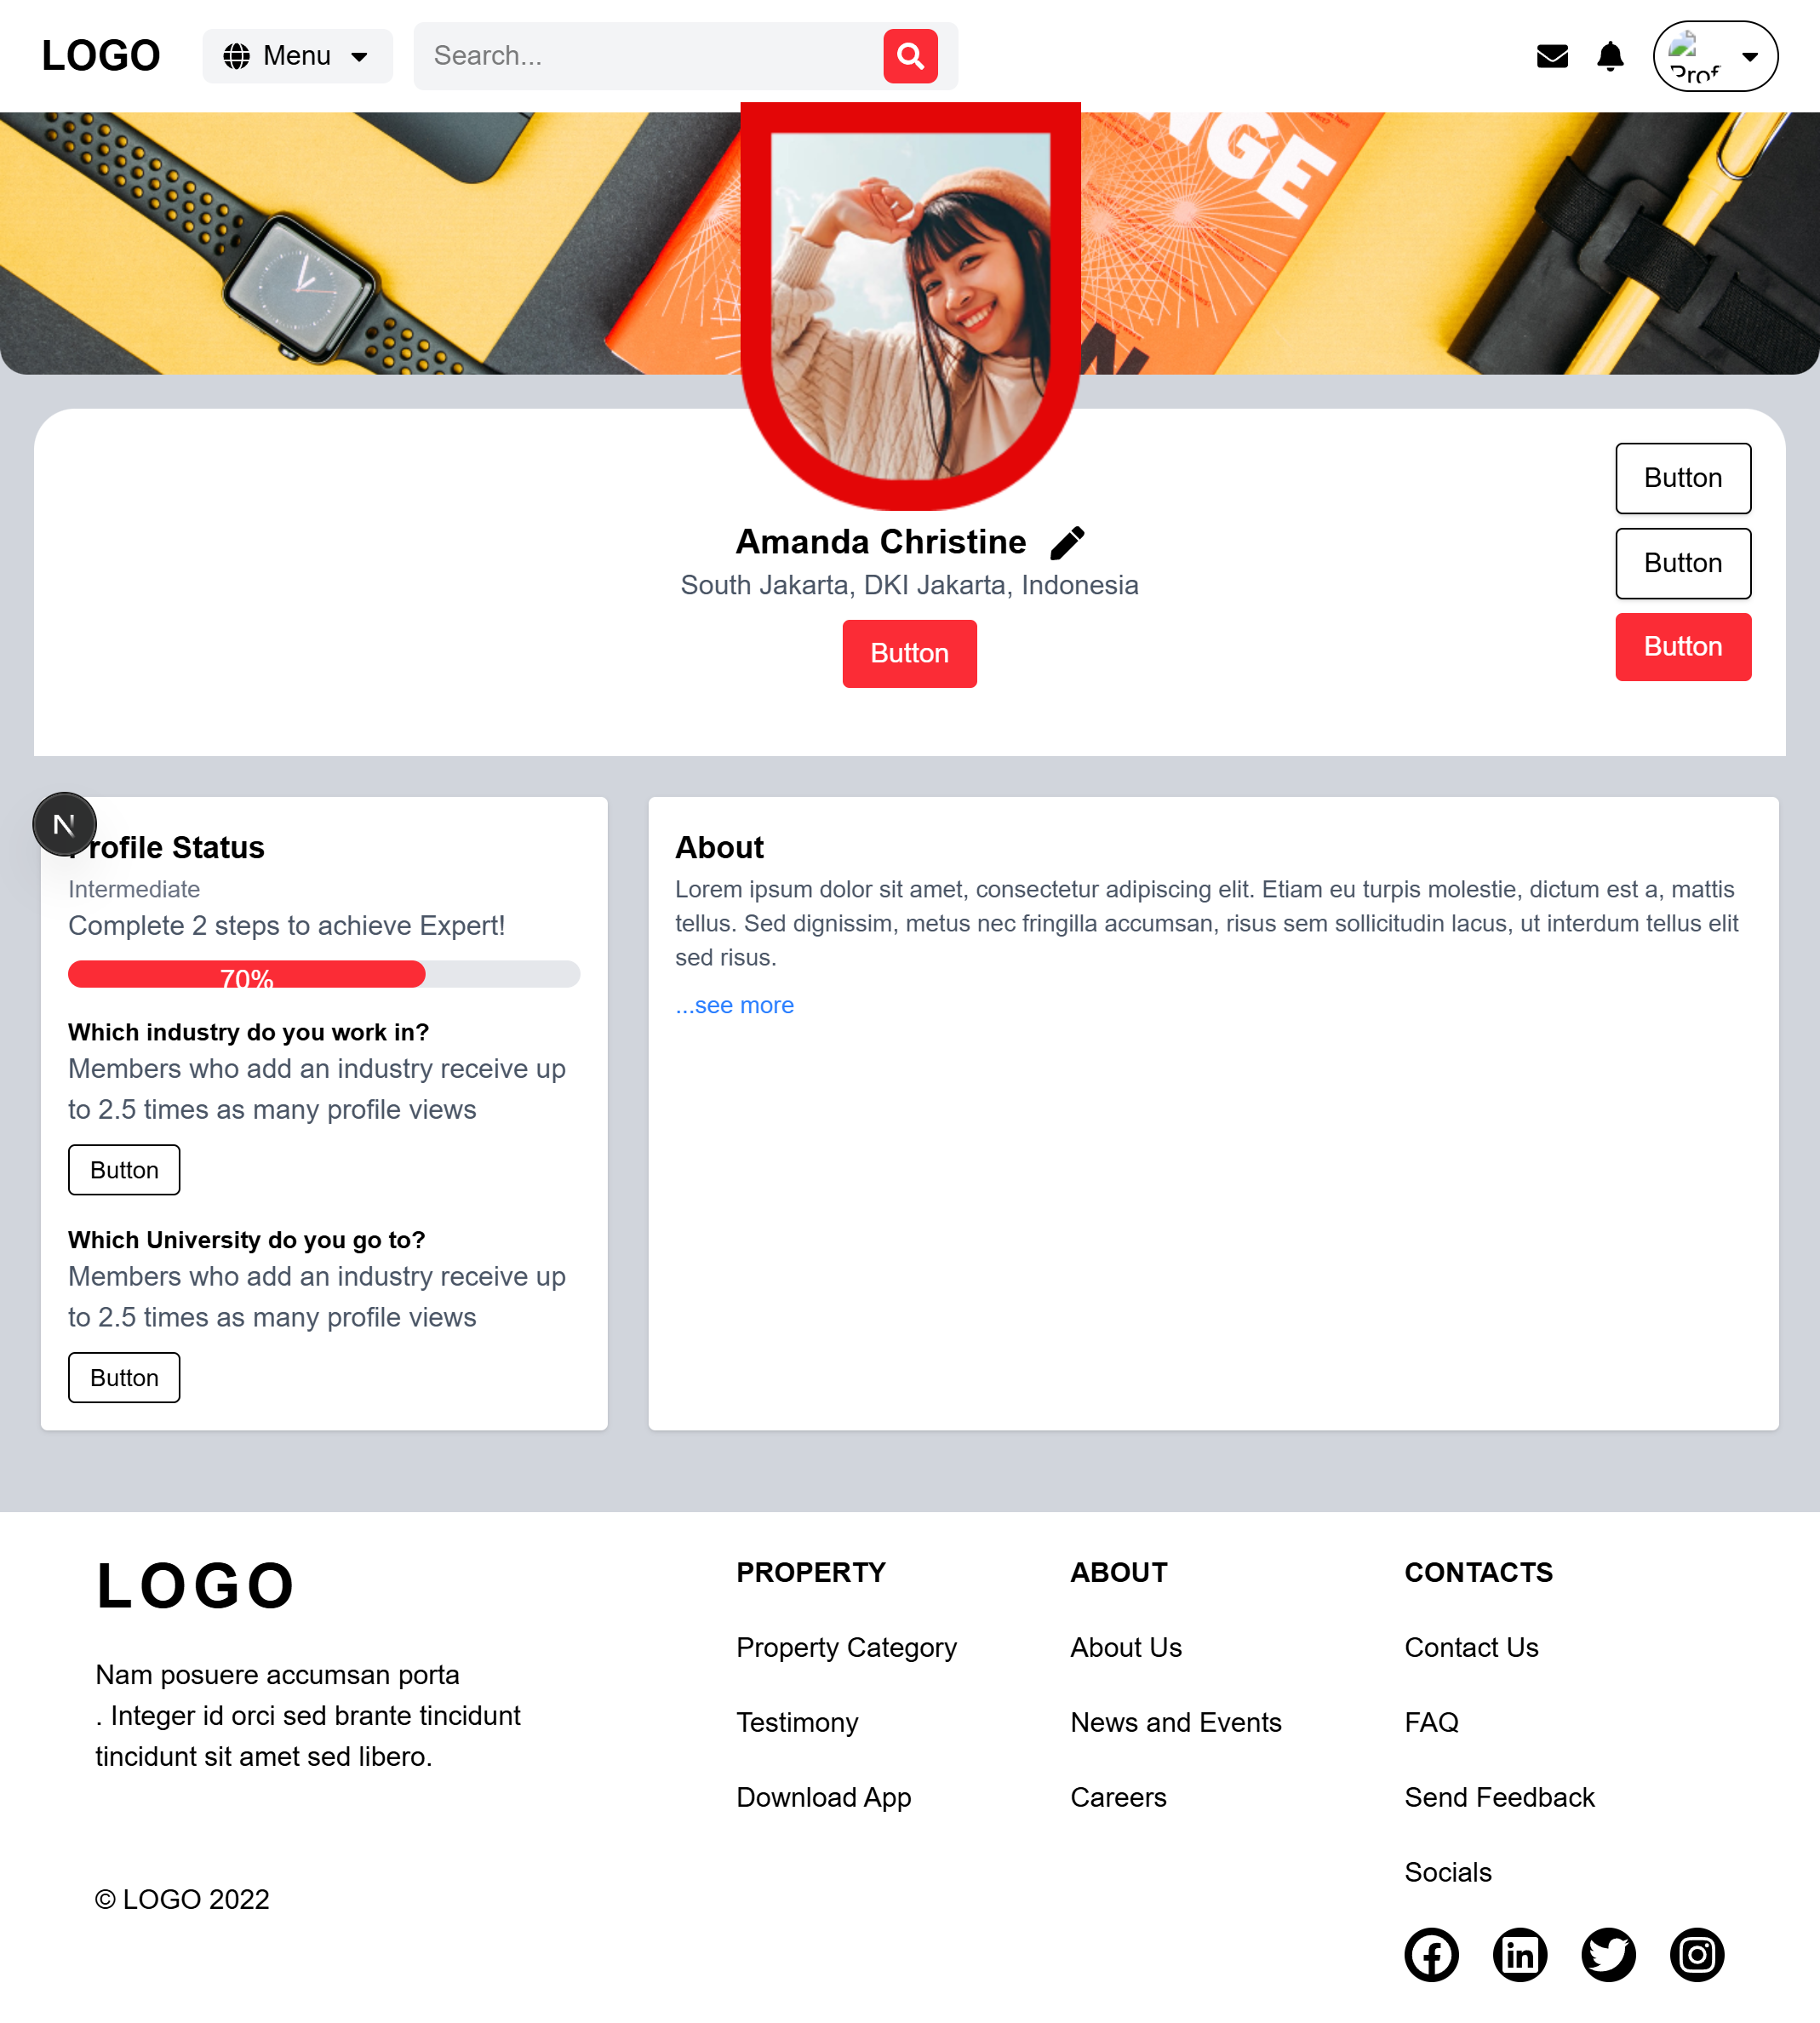 LOGO
Menu
Search...
NGE
W
Amanda Christine
South Jakarta, DKI Jakarta, Indonesia
Button
Button
Button
Button
N
Profile Status
Intermediate
Complete 2 steps to achieve Expert!
70%
Which industry do you work in?
Members who add an industry receive up
to 2.5 times as many profile views
Button
Which University do you go to?
Members who add an industry receive up
to 2.5 times as many profile views
Button
About
Lorem ipsum dolor sit amet, consectetur adipiscing elit. Etiam eu turpis molestie, dictum est a, mattis
tellus. Sed dignissim, metus nec fringilla accumsan, risus sem sollicitudin lacus, ut interdum tellus elit
sed risus.
...see more
LOGO
Nam posuere accumsan porta
. Integer id orci sed brante tincidunt
tincidunt sit amet sed libero.
© LOGO 2022
PROPERTY
Property Category
Testimony
Download App
ABOUT
About Us
News and Events
Careers
CONTACTS
Contact Us
FAQ
Send Feedback
Socials